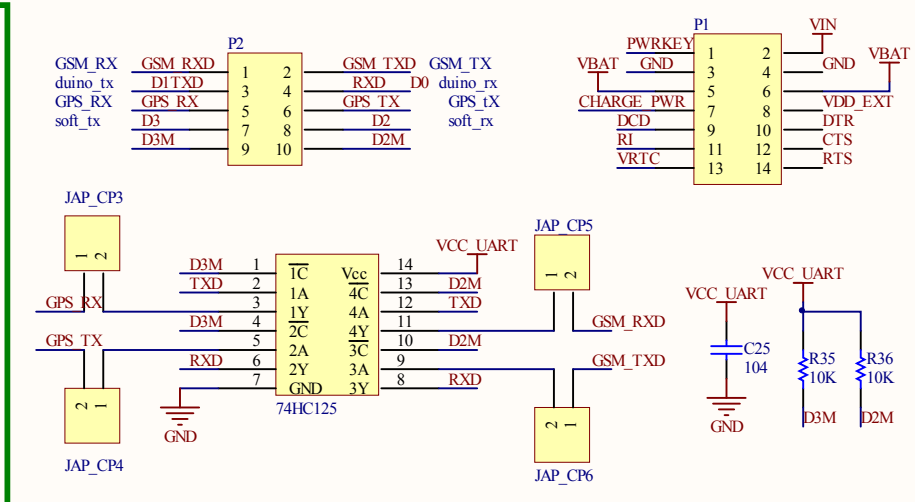 P2
GSM_RX GSM_RXD 1 2 GSM_TXD GSM_TX
duino_tx D1TXD 3 4 RXD D0 duino_rx
GPS_RX GPS_RX 5 6 GPS_TX GPS_tX
soft_tx D3 7 8 D2 soft_rx
D3M 9 10 D2M
P1
VIN
PWRKEY 1 2
VBAT GND 3 4 GND VBAT
5 6
CHARGE_PWR 7 8 VDD_EXT
DCD 9 10 DTR
RI 11 12 CTS
VRTC 13 14 RTS
JAP_CP3
1 2
GPS_RX
GPS_TX
2 1
JAP_CP4
D3M 1 1C Vcc 14 VCC_UART
TXD 2 1A 4C 13 D2M
3 1Y 4A 12 TXD
D3M 4 2C 4Y 11
5 2A 3C 10 D2M
RXD 6 2Y 3A 9
7 GND 3Y 8 RXD
GND
74HC125
JAP_CP5
1 2
GSM_RXD
GSM_TXD
2 1
JAP_CP6
VCC_UART
C25
104
GND
VCC_UART
R35
10K
R36
10K
D3M D2M